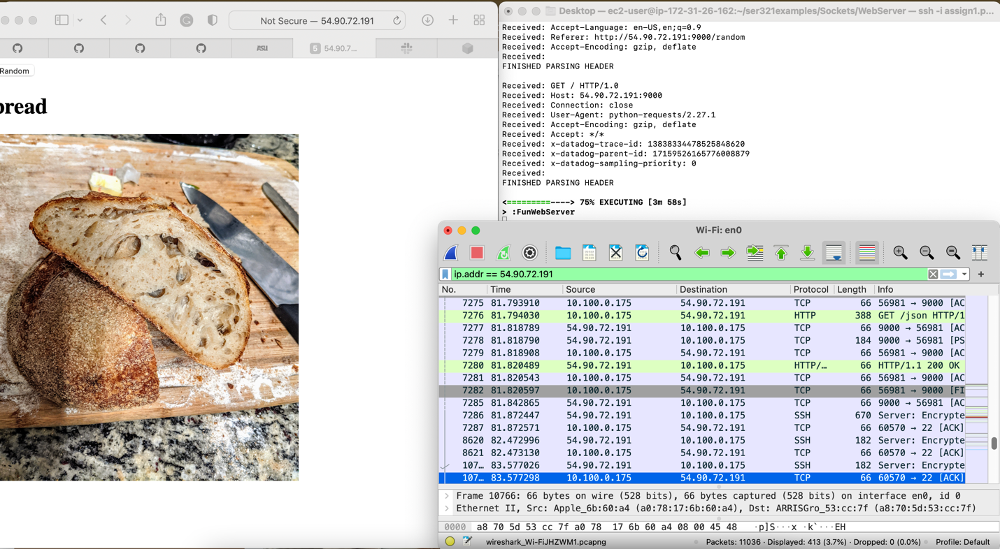 Not Secure — 54.90.72.191
ASU
5 54.90.7...
Random
bread
Desktop — ec2-user@ip-172-31-26-162:~/ser321examples/Sockets/WebServer — ssh -i assign1.p...
Received: Accept-Language: en-US,en;q=0.9
Received: Referer: http://54.90.72.191:9000/random
Received: Accept-Encoding: gzip, deflate
Received:
FINISHED PARSING HEADER
Received: GET / HTTP/1.0
Received: Host: 54.90.72.191:9000
Received: Connection: close
Received: User-Agent: python-requests/2.27.1
Received: Accept-Encoding: gzip, deflate
Received: Accept: */*
Received: x-datadog-trace-id: 13838334478525848620
Received: x-datadog-parent-id: 17159526165776008879
Received: x-datadog-sampling-priority: 0
Received:
FINISHED PARSING HEADER
<=========----> 75% EXECUTING [3m 58s]
> :FunWebServer
Wi-Fi: en0
ip.addr == 54.90.72.191
No. Time Source Destination Protocol Length Info
7275 81.793910 10.100.0.175 54.90.72.191 TCP 66 56981 → 9000 [AC
7276 81.794030 10.100.0.175 54.90.72.191 HTTP 388 GET /json HTTP/1
7277 81.818789 54.90.72.191 10.100.0.175 TCP 66 9000 → 56981 [AC
7278 81.818790 54.90.72.191 10.100.0.175 TCP 184 9000 → 56981 [PS
7279 81.818908 10.100.0.175 54.90.72.191 TCP 66 56981 → 9000 [AC
7280 81.820489 54.90.72.191 10.100.0.175 HTTP/… 66 HTTP/1.1 200 OK
7281 81.820543 10.100.0.175 54.90.72.191 TCP 66 56981 → 9000 [AC
7282 81.820597 10.100.0.175 54.90.72.191 TCP 66 56981 → 9000 [FI
7285 81.842865 54.90.72.191 10.100.0.175 TCP 66 9000 → 56981 [AC
7286 81.872447 54.90.72.191 10.100.0.175 SSH 670 Server: Encrypte
7287 81.872571 10.100.0.175 54.90.72.191 TCP 66 60570 → 22 [ACK]
8620 82.472996 54.90.72.191 10.100.0.175 SSH 182 Server: Encrypte
8621 82.473130 10.100.0.175 54.90.72.191 TCP 66 60570 → 22 [ACK]
107… 83.577026 54.90.72.191 10.100.0.175 SSH 182 Server: Encrypte
107… 83.577298 10.100.0.175 54.90.72.191 TCP 66 60570 → 22 [ACK]
Frame 10766: 66 bytes on wire (528 bits), 66 bytes captured (528 bits) on interface en0, id 0
Ethernet II, Src: Apple_6b:60:a4 (a0:78:17:6b:60:a4), Dst: ARRISGro_53:cc:7f (a8:70:5d:53:cc:7f)
0000 a8 70 5d 53 cc 7f a0 78 17 6b 60 a4 08 00 45 48 ·p]S···x ·k`···EH
wireshark_Wi-FiJHZWM1.pcapng
Packets: 11036 · Displayed: 413 (3.7%) · Dropped: 0 (0.0%)
Profile: Default